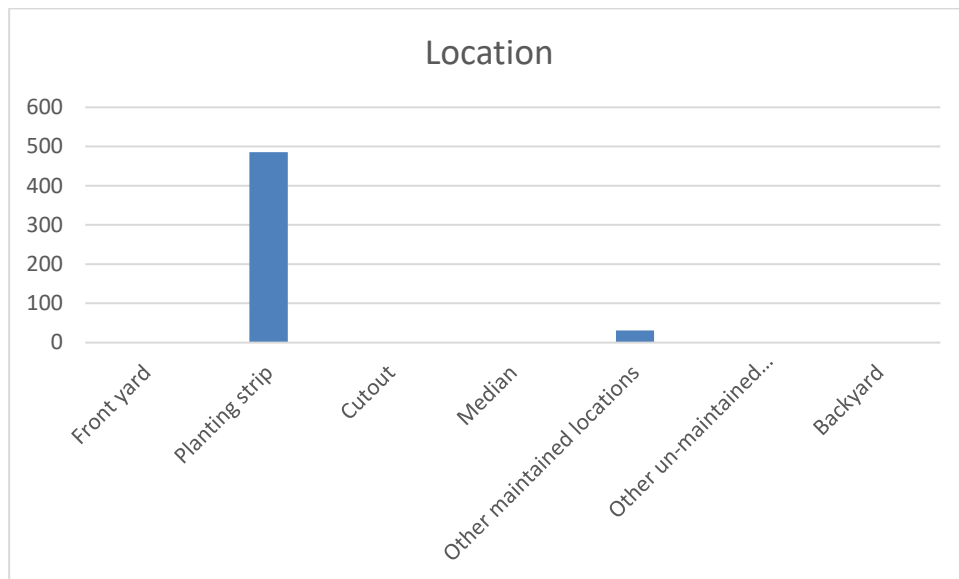 Location
600
500
400
300
200
100
0
Front yard
Planting strip
Cutout
Median
Other maintained locations
Other un-maintained...
Backyard